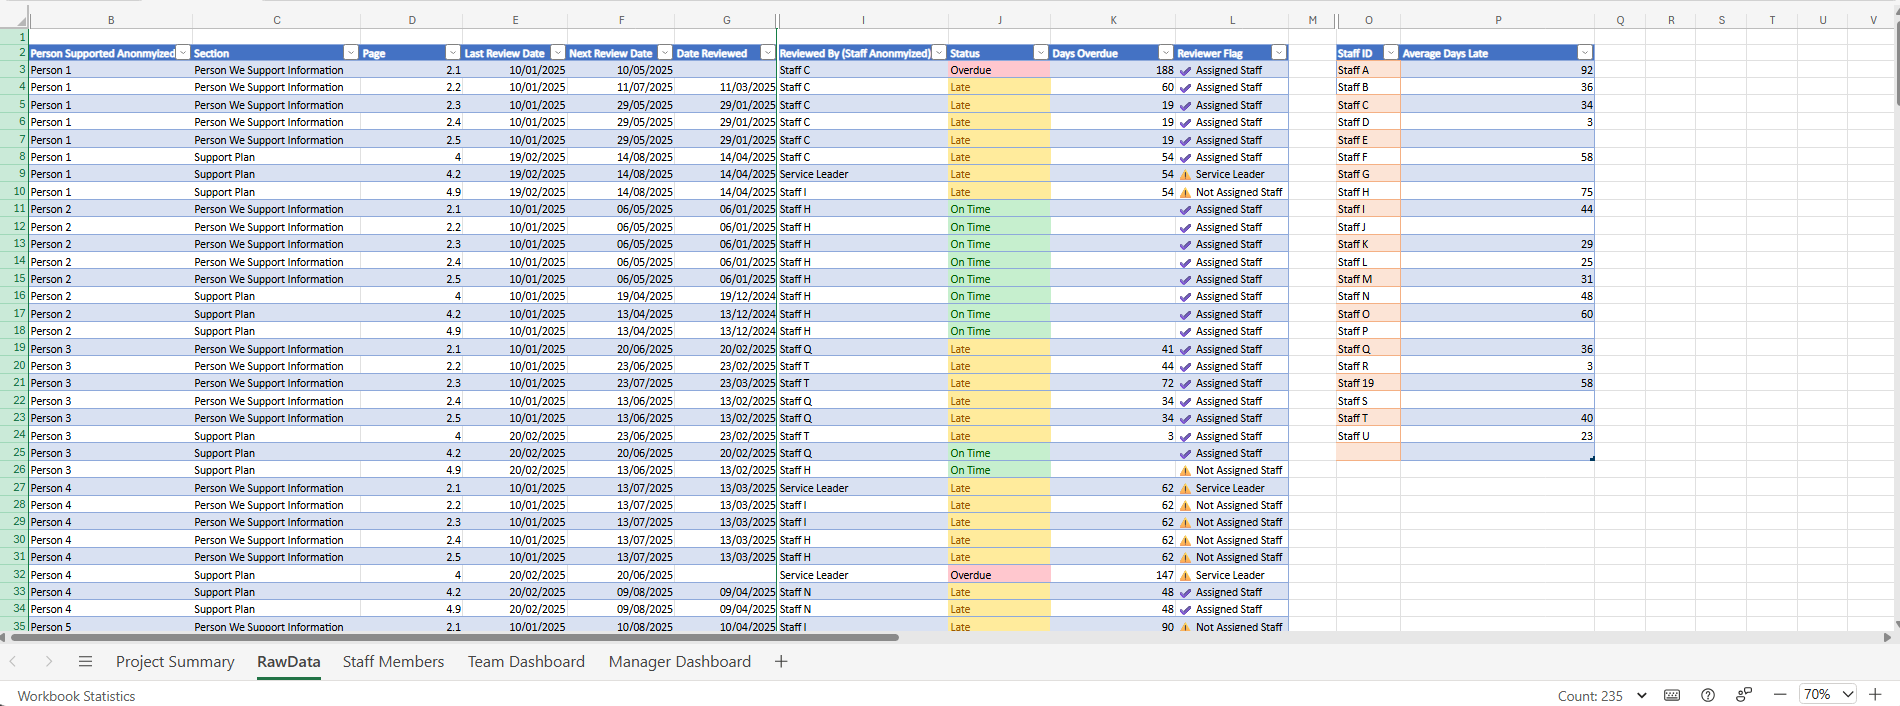 B C D E F G I J K L M O P Q R S T U V
1
2 Person Supported Anonmyized Section Page Last Review Date Next Review Date Date Reviewed Reviewed By (Staff Anonmyized) Status Days Overdue Reviewer Flag Staff ID Average Days Late
3 Person 1 Person We Support Information 2.1 10/01/2025 10/05/2025 Staff C Overdue 188 Assigned Staff Staff A 92
4 Person 1 Person We Support Information 2.2 10/01/2025 11/07/2025 11/03/2025 Staff C Late 60 Assigned Staff Staff B 36
5 Person 1 Person We Support Information 2.3 10/01/2025 29/05/2025 29/01/2025 Staff C Late 19 Assigned Staff Staff C 34
6 Person 1 Person We Support Information 2.4 10/01/2025 29/05/2025 29/01/2025 Staff C Late 19 Assigned Staff Staff D 3
7 Person 1 Person We Support Information 2.5 10/01/2025 29/05/2025 29/01/2025 Staff C Late 19 Assigned Staff Staff E
8 Person 1 Support Plan 4 19/02/2025 14/08/2025 14/04/2025 Staff C Late 54 Assigned Staff Staff F 58
9 Person 1 Support Plan 4.2 19/02/2025 14/08/2025 14/04/2025 Service Leader Late 54 Service Leader Staff G
10 Person 1 Support Plan 4.9 19/02/2025 14/08/2025 14/04/2025 Staff I Late 54 Not Assigned Staff Staff H 75
11 Person 2 Person We Support Information 2.1 10/01/2025 06/05/2025 06/01/2025 Staff H On Time Assigned Staff Staff I 44
12 Person 2 Person We Support Information 2.2 10/01/2025 06/05/2025 06/01/2025 Staff H On Time Assigned Staff Staff J
13 Person 2 Person We Support Information 2.3 10/01/2025 06/05/2025 06/01/2025 Staff H On Time Assigned Staff Staff K 29
14 Person 2 Person We Support Information 2.4 10/01/2025 06/05/2025 06/01/2025 Staff H On Time Assigned Staff Staff L 25
15 Person 2 Person We Support Information 2.5 10/01/2025 06/05/2025 06/01/2025 Staff H On Time Assigned Staff Staff M 31
16 Person 2 Support Plan 4 10/01/2025 19/04/2025 19/12/2024 Staff H On Time Assigned Staff Staff N 48
17 Person 2 Support Plan 4.2 10/01/2025 13/04/2025 13/12/2024 Staff H On Time Assigned Staff Staff O 60
18 Person 2 Support Plan 4.9 10/01/2025 13/04/2025 13/12/2024 Staff H On Time Assigned Staff Staff P
19 Person 3 Person We Support Information 2.1 10/01/2025 20/06/2025 20/02/2025 Staff Q Late 41 Assigned Staff Staff Q 36
20 Person 3 Person We Support Information 2.2 10/01/2025 23/06/2025 23/02/2025 Staff T Late 44 Assigned Staff Staff R 3
21 Person 3 Person We Support Information 2.3 10/01/2025 23/07/2025 23/03/2025 Staff T Late 72 Assigned Staff Staff 19 58
22 Person 3 Person We Support Information 2.4 10/01/2025 13/06/2025 13/02/2025 Staff Q Late 34 Assigned Staff Staff S
23 Person 3 Person We Support Information 2.5 10/01/2025 13/06/2025 13/02/2025 Staff Q Late 34 Assigned Staff Staff T 40
24 Person 3 Support Plan 4 20/02/2025 23/06/2025 23/02/2025 Staff T Late 3 Assigned Staff Staff U 23
25 Person 3 Support Plan 4.2 20/02/2025 20/06/2025 20/02/2025 Staff Q On Time Assigned Staff
26 Person 3 Support Plan 4.9 20/02/2025 13/06/2025 13/02/2025 Staff H On Time Not Assigned Staff
27 Person 4 Person We Support Information 2.1 10/01/2025 13/07/2025 13/03/2025 Service Leader Late 62 Service Leader
28 Person 4 Person We Support Information 2.2 10/01/2025 13/07/2025 13/03/2025 Staff I Late 62 Not Assigned Staff
29 Person 4 Person We Support Information 2.3 10/01/2025 13/07/2025 13/03/2025 Staff I Late 62 Not Assigned Staff
30 Person 4 Person We Support Information 2.4 10/01/2025 13/07/2025 13/03/2025 Staff H Late 62 Not Assigned Staff
31 Person 4 Person We Support Information 2.5 10/01/2025 13/07/2025 13/03/2025 Staff H Late 62 Not Assigned Staff
32 Person 4 Support Plan 4 20/02/2025 20/06/2025 Service Leader Overdue 147 Service Leader
33 Person 4 Support Plan 4.2 20/02/2025 09/08/2025 09/04/2025 Staff N Late 48 Assigned Staff
34 Person 4 Support Plan 4.9 20/02/2025 09/08/2025 09/04/2025 Staff N Late 48 Assigned Staff
35 Person 5 Person We Support Information 2.1 10/01/2025 10/08/2025 10/04/2025 Staff I Late 90 Not Assigned Staff
Project Summary RawData Staff Members Team Dashboard Manager Dashboard
Workbook Statistics Count: 235 70%